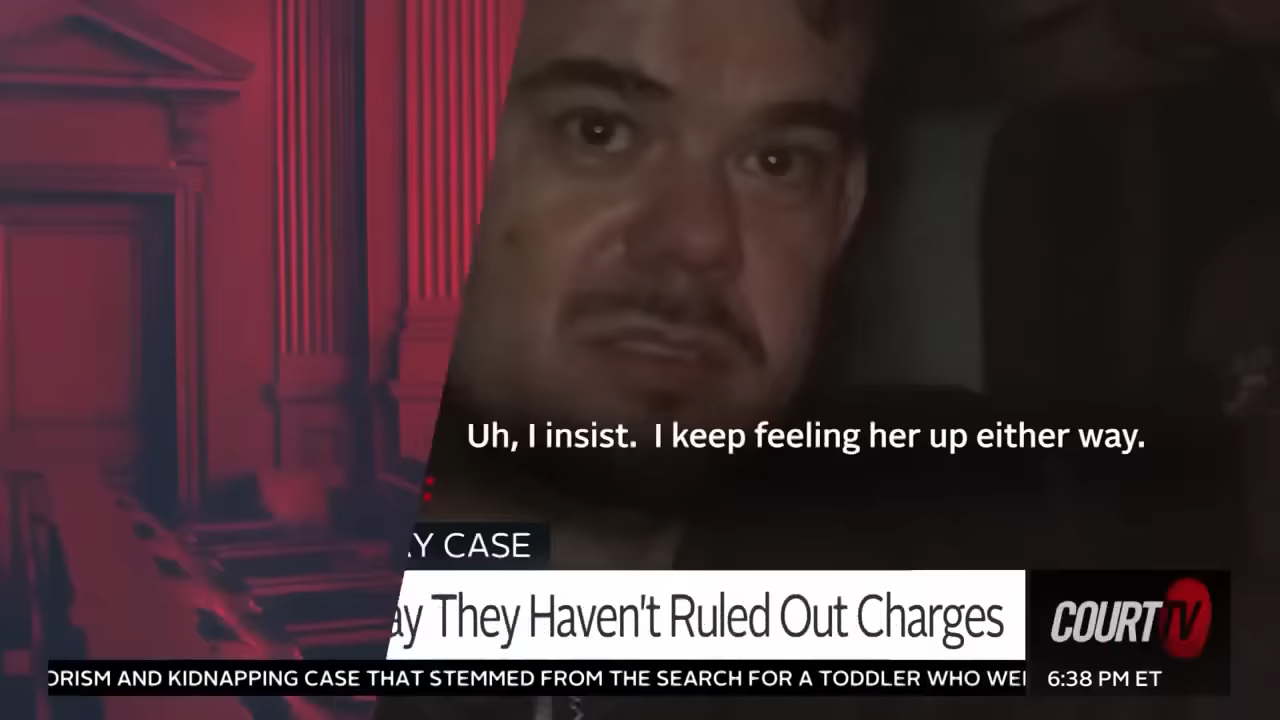 Uh, I insist. I keep feeling her up either way.
AY CASE
ay They Haven't Ruled Out Charges
COURT TV
ORISM AND KIDNAPPING CASE THAT STEMMED FROM THE SEARCH FOR A TODDLER WHO WE
6:38 PM ET